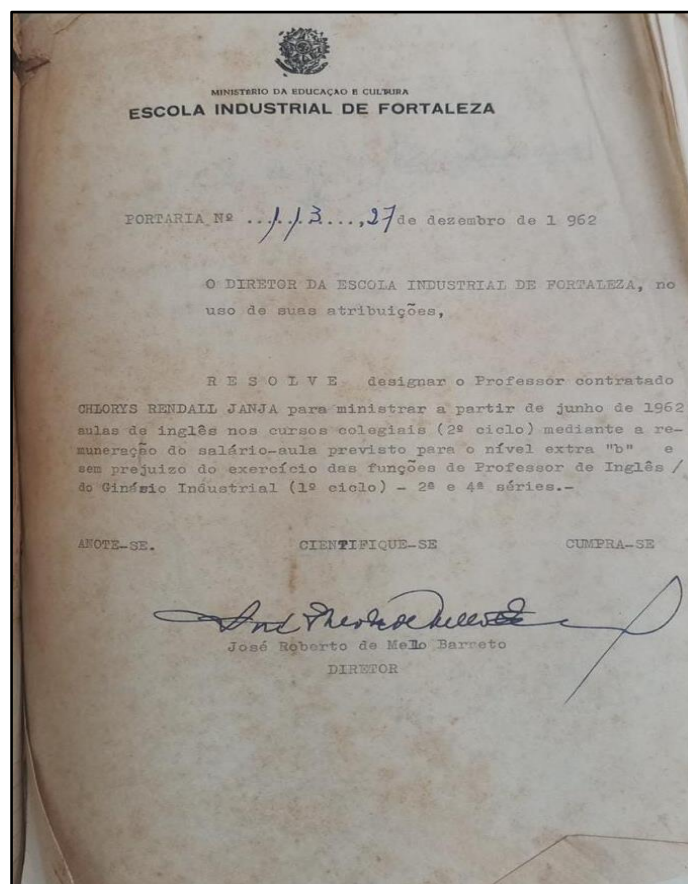 MINISTÉRIO DA EDUCAÇÃO E CULTURA
ESCOLA INDUSTRIAL DE FORTALEZA
PORTARIA Nº ...113...,27 de dezembro de 1 962
O DIRETOR DA ESCOLA INDUSTRIAL DE FORTALEZA, no
uso de suas atribuições,
R E S O L V E designar o Professor contratado
CHLORYS RENDALL JANJA para ministrar a partir de junho de 1962
aulas de inglês nos cursos colegiais (2º ciclo) mediante a re-
muneração do salário-aula previsto para o nível extra "b" e
sem prejuizo do exercício das funções de Professor de Inglês /
do Ginásio Industrial (1º ciclo) - 2ª e 4ª séries.-
ANOTE-SE. CIENTIFIQUE-SE CUMPRA-SE
José Roberto de Mello Barreto
DIRETOR